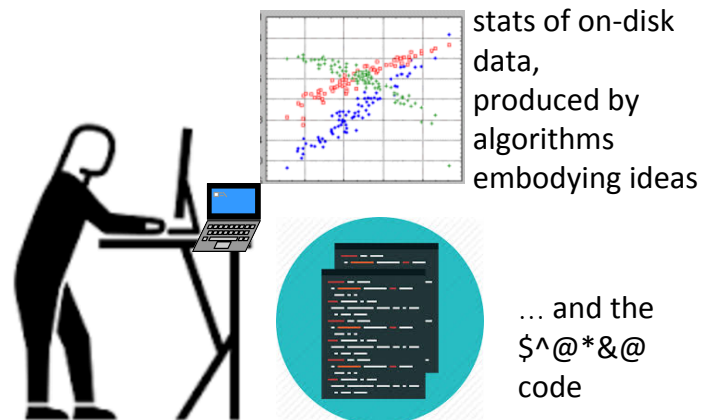 stats of on-disk
data,
produced by
algorithms
embodying ideas
... and the
$^@*&@
code